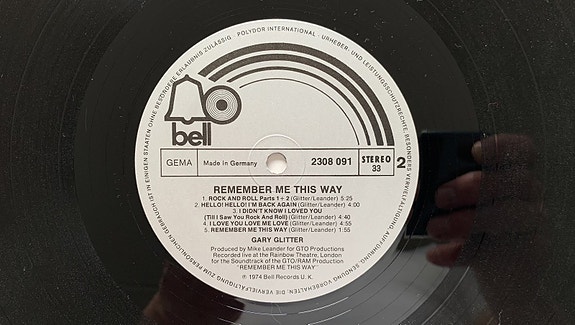 IN EINIGEN STAATEN OHNE BESONDERE ERLAUBNIS ZULÄSSIG · POLYDOR INTERNATIONAL · URHEBER- UND LEISTUNGSSCHUTZRECHTE, BESONDERS VERVIELFÄLTIGUNG, AUFFÜHRUNG, SENDUNG VORBEHALTEN. DIE VERVIELFÄLTIGUNG ZUM PERSÖNLICHEN GEBRAUCH IST
bell
GEMA Made in Germany 2308 091 STEREO 33 2
REMEMBER ME THIS WAY
1. ROCK AND ROLL Parts 1 + 2 (Glitter/Leander) 5:25
2. HELLO! HELLO! I'M BACK AGAIN (Glitter/Leander) 4:00
3. I DIDN'T KNOW I LOVED YOU
(Till I Saw You Rock And Roll) (Glitter/Leander) 4:40
4. I LOVE YOU LOVE ME LOVE (Glitter/Leander) 4:55
5. REMEMBER ME THIS WAY (Glitter/Leander) 1:55
GARY GLITTER
Produced by Mike Leander for GTO Productions
Recorded live at the Rainbow Theatre, London
for the Soundtrack of the GTO/RAM Production
'REMEMBER ME THIS WAY'
℗ 1974 Bell Records U. K.